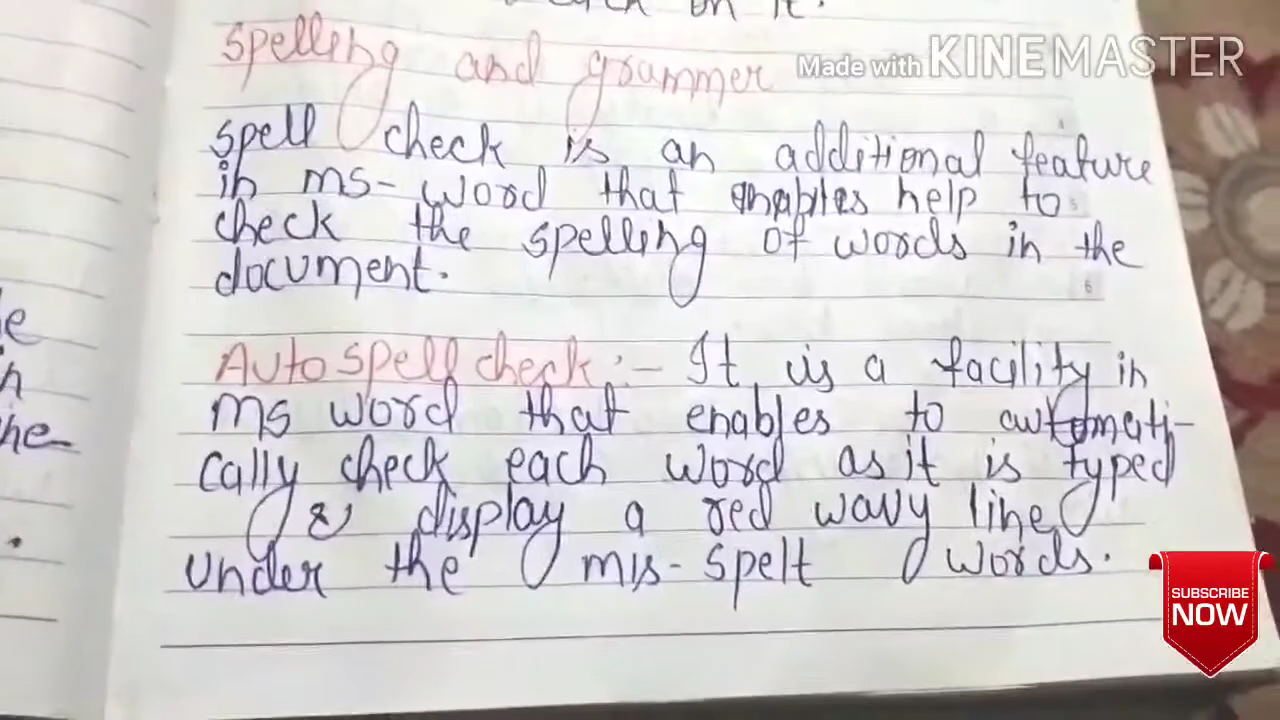 on it.
Spelling and grammer
Made with KINEMASTER
spell check is an additional feature
in ms-word that enables help to
check the spelling of words in the
document.
Auto spell check :- It is a facility in
ms word that enables to automati-
cally check each word as it is typed
& display a red wavy line
under the mis-spelt words.
SUBSCRIBE
NOW